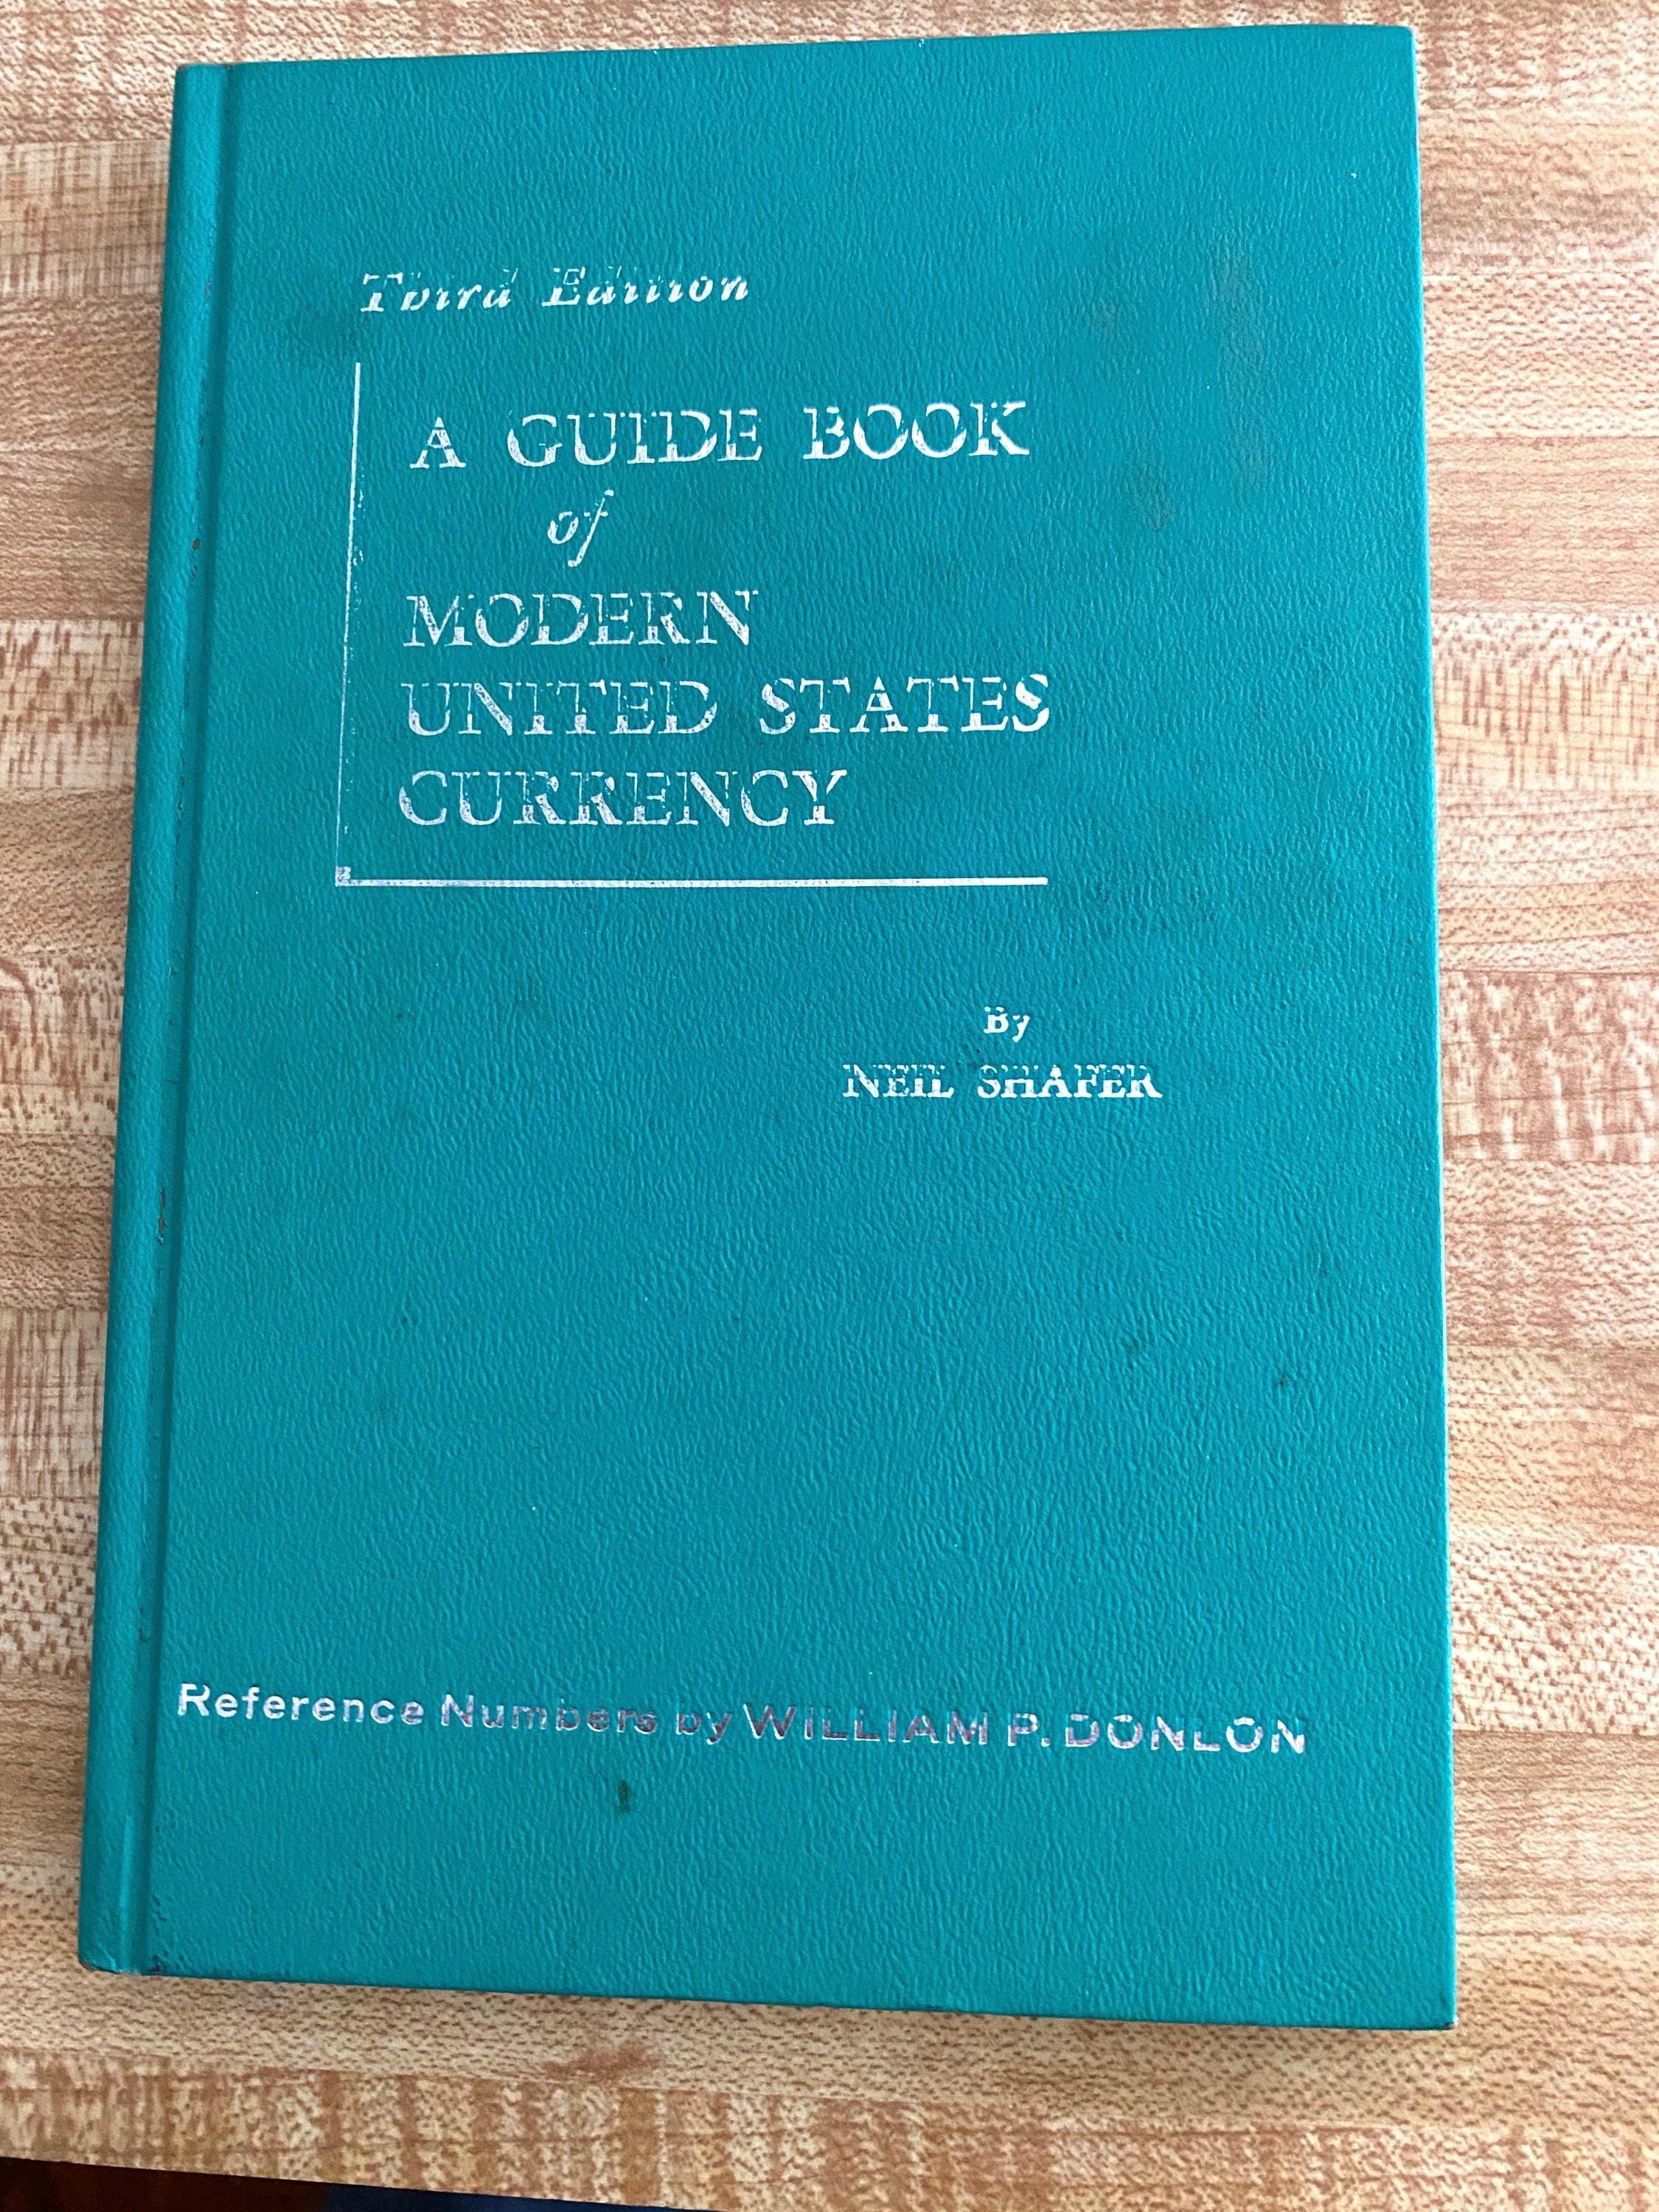 Third Edition
A GUIDE BOOK
of
MODERN
UNITED STATES
CURRENCY
By
NEIL SHAFER
Reference Numbers by WILLIAM P. DONLON